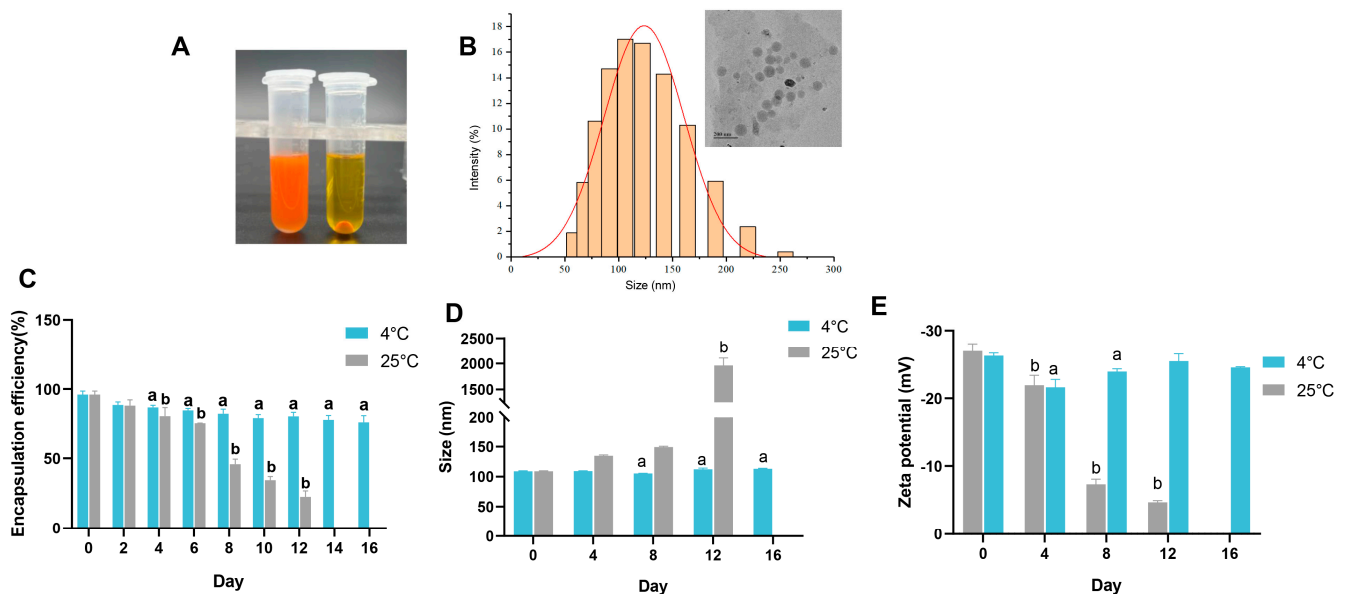 A
B
18
16
14
12
10
8
6
4
2
0
Intensity (%)
0 50 100 150 200 250 300
Size (nm)
200 nm
C
Encapsulation efficiency(%)
150
100
50
0
4°C
25°C
a b a b a b a b a b a a
0 2 4 6 8 10 12 14 16
Day
D
Size (nm)
2500
2000
1500
200
150
100
50
0
4°C
25°C
a a b a
0 4 8 12 16
Day
E
Zeta potential (mV)
-30
-20
-10
0
4°C
25°C
b a b a b
0 4 8 12 16
Day